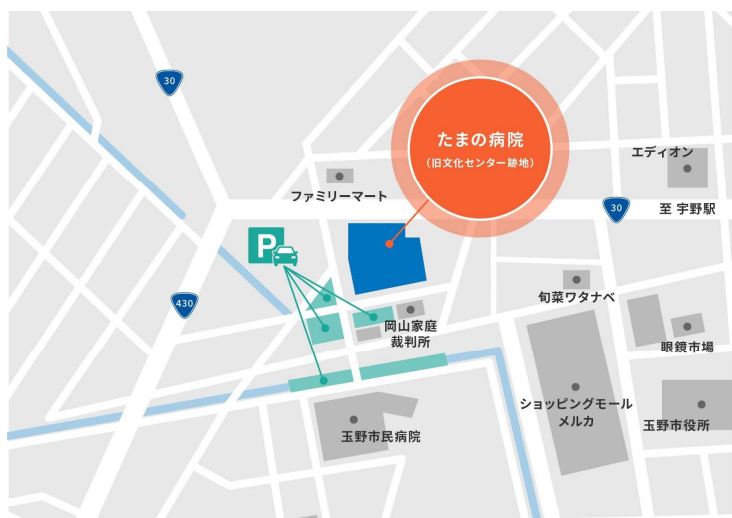 30
たまの病院
(旧文化センター跡地)
エディオン
ファミリーマート
30
至 宇野駅
P
430
旬菜ワタナベ
岡山家庭
裁判所
眼鏡市場
ショッピングモール
メルカ
玉野市役所
玉野市民病院